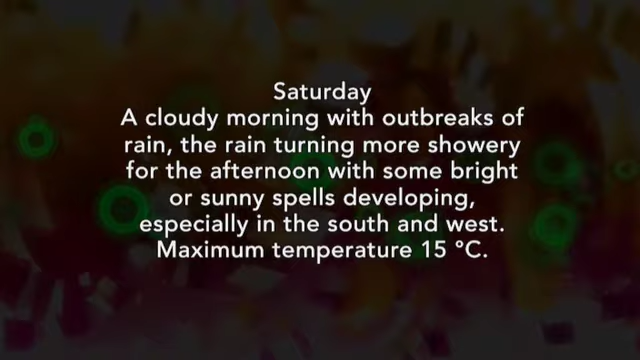 Saturday
A cloudy morning with outbreaks of
rain, the rain turning more showery
for the afternoon with some bright
or sunny spells developing,
especially in the south and west.
Maximum temperature 15 °C.